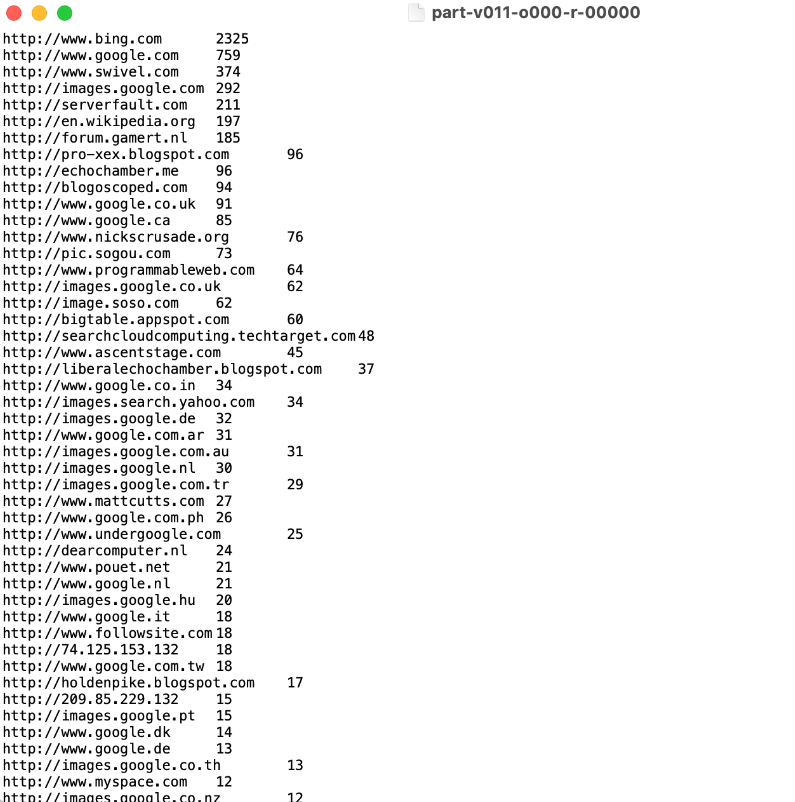 part-v011-o000-r-00000
http://www.bing.com 2325
http://www.google.com 759
http://www.swivel.com 374
http://images.google.com 292
http://serverfault.com 211
http://en.wikipedia.org 197
http://forum.gamert.nl 185
http://pro-xex.blogspot.com 96
http://echochamber.me 96
http://blogoscoped.com 94
http://www.google.co.uk 91
http://www.google.ca 85
http://www.nickscrusade.org 76
http://pic.sogou.com 73
http://www.programmableweb.com 64
http://images.google.co.uk 62
http://image.soso.com 62
http://bigtable.appspot.com 60
http://searchcloudcomputing.techtarget.com 48
http://www.ascentstage.com 45
http://liberalechochamber.blogspot.com 37
http://www.google.co.in 34
http://images.search.yahoo.com 34
http://images.google.de 32
http://www.google.com.ar 31
http://images.google.com.au 31
http://images.google.nl 30
http://images.google.com.tr 29
http://www.mattcutts.com 27
http://www.google.com.ph 26
http://www.undergoogle.com 25
http://dearcomputer.nl 24
http://www.pouet.net 21
http://www.google.nl 21
http://images.google.hu 20
http://www.google.it 18
http://www.followsite.com 18
http://74.125.153.132 18
http://www.google.com.tw 18
http://holdenpike.blogspot.com 17
http://209.85.229.132 15
http://images.google.pt 15
http://www.google.dk 14
http://www.google.de 13
http://images.google.co.th 13
http://www.myspace.com 12
http://images.google.co.nz 12